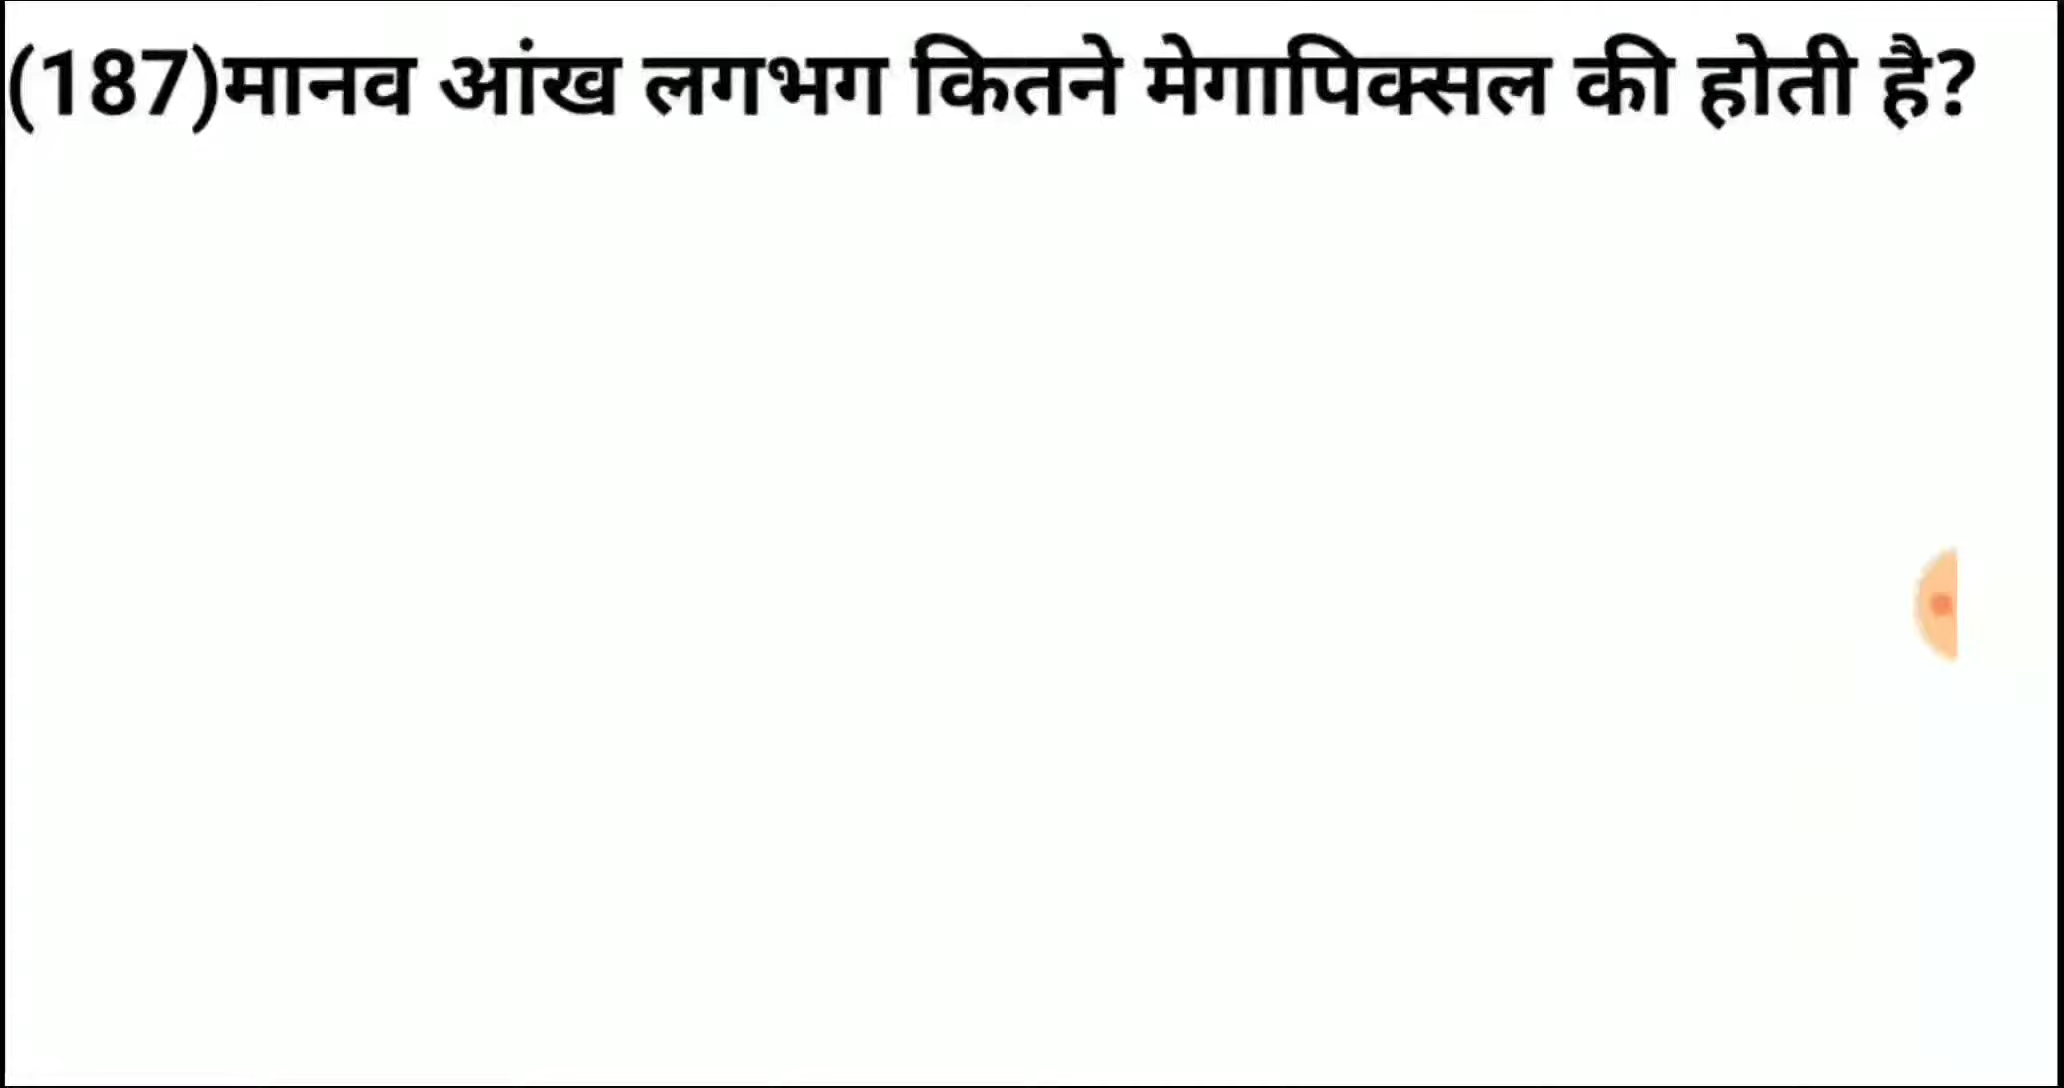 (187)मानव आंख लगभग कितने मेगापिक्सल की होती है?